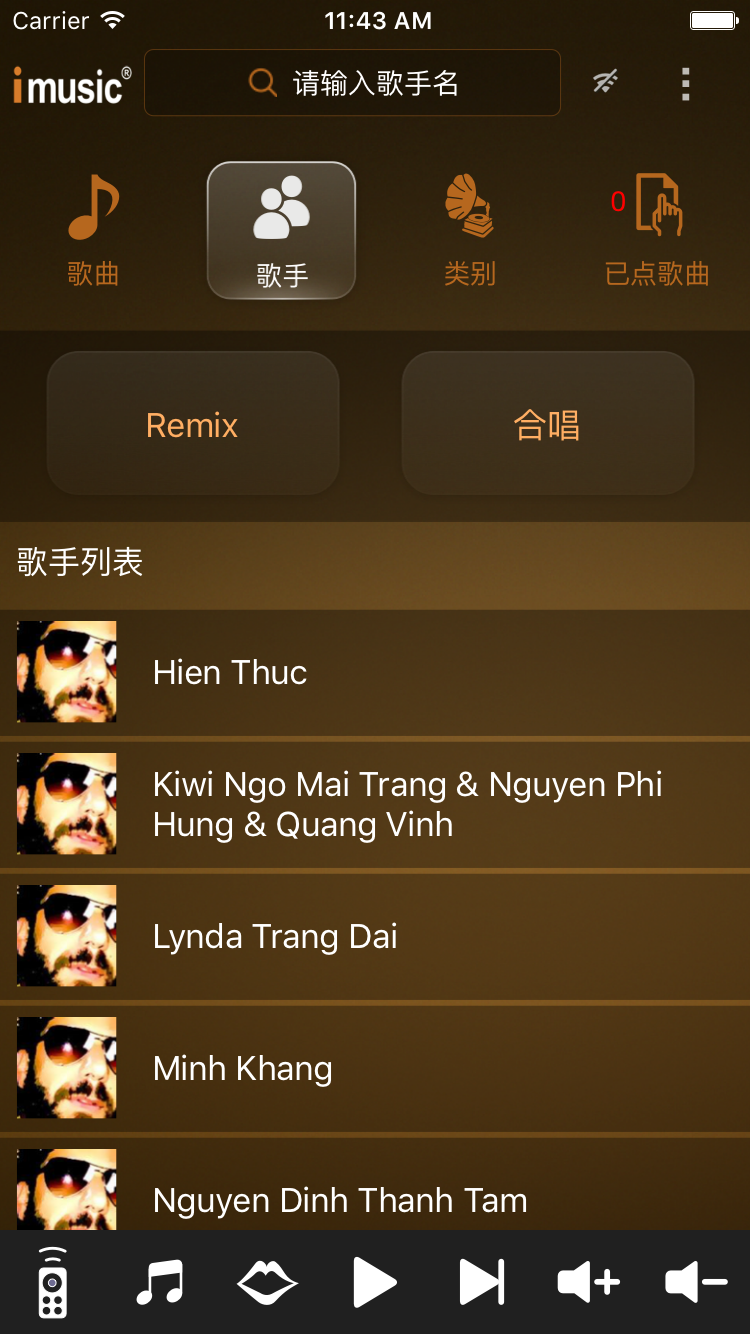 Carrier 11:43 AM
imusic® 请输入歌手名
歌曲 歌手 类别 0 已点歌曲
Remix 合唱
歌手列表
Hien Thuc
Kiwi Ngo Mai Trang & Nguyen Phi
Hung & Quang Vinh
Lynda Trang Dai
Minh Khang
Nguyen Dinh Thanh Tam